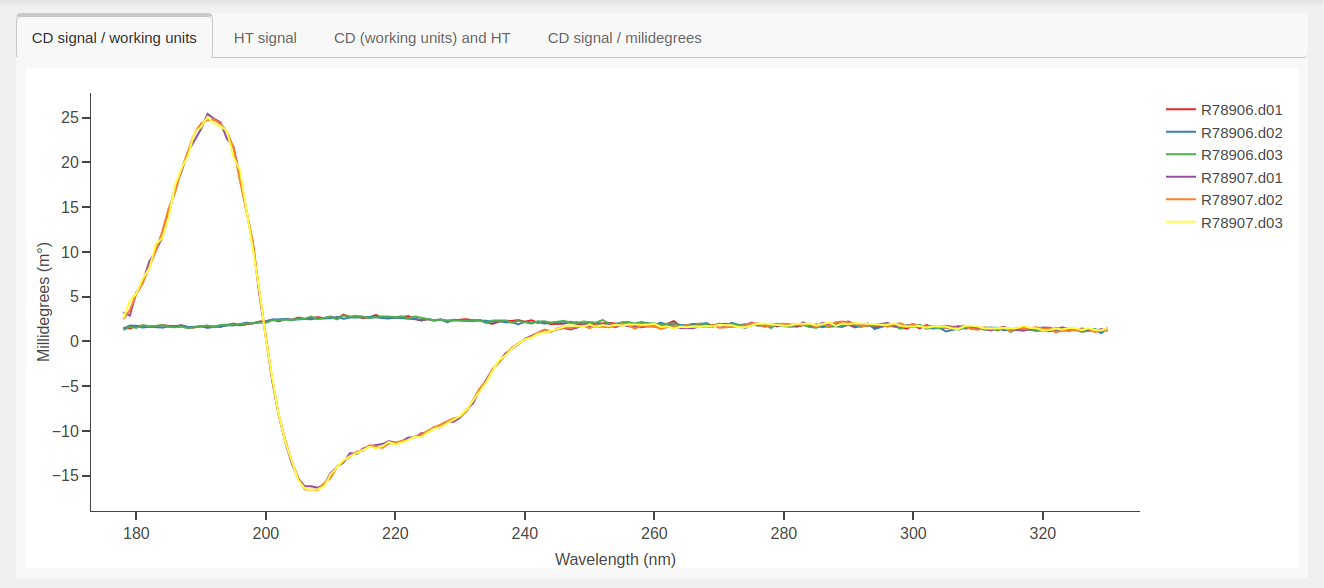 CD signal / working units
HT signal
CD (working units) and HT
CD signal / milidegrees
25
20
15
10
5
0
−5
−10
−15
Millidegrees (m°)
180
200
220
240
260
280
300
320
Wavelength (nm)
R78906.d01
R78906.d02
R78906.d03
R78907.d01
R78907.d02
R78907.d03